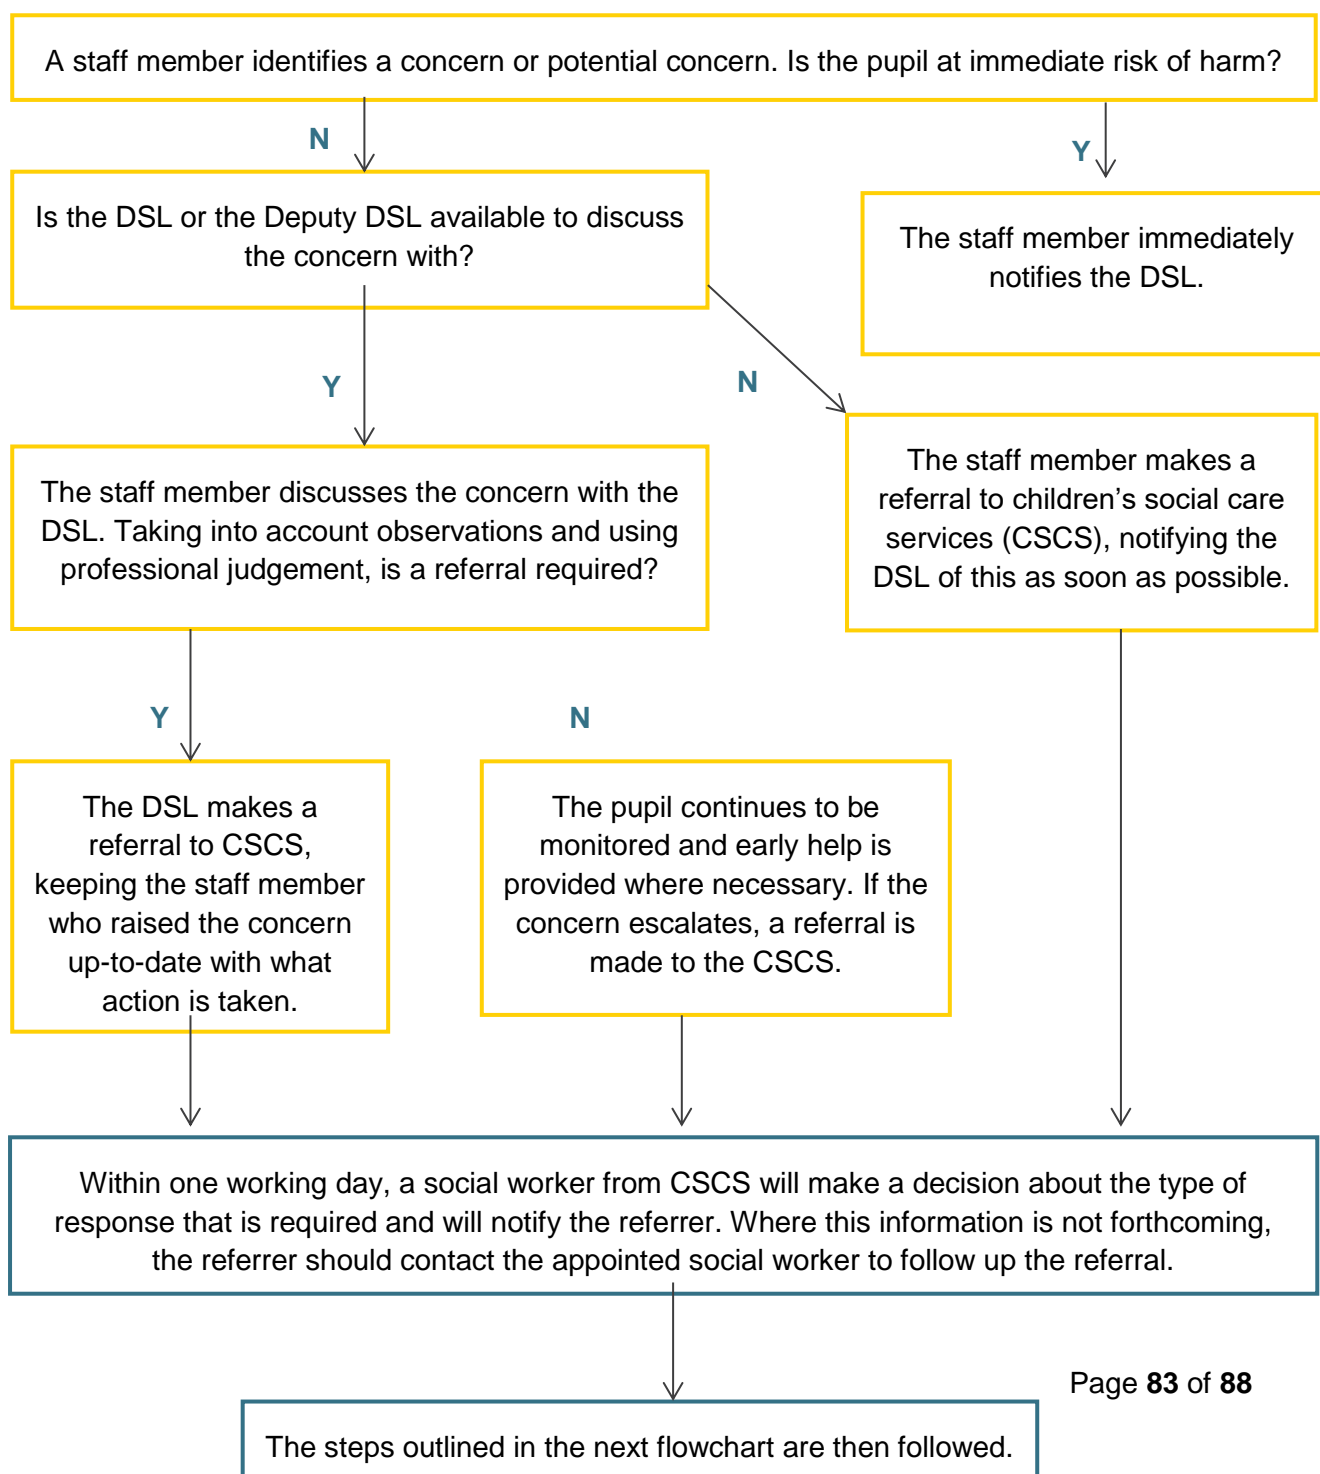 A staff member identifies a concern or potential concern. Is the pupil at immediate risk of harm?
N
Y
Is the DSL or the Deputy DSL available to discuss
the concern with?
The staff member immediately
notifies the DSL.
Y
N
The staff member discusses the concern with the
DSL. Taking into account observations and using
professional judgement, is a referral required?
The staff member makes a
referral to children’s social care
services (CSCS), notifying the
DSL of this as soon as possible.
Y
N
The DSL makes a
referral to CSCS,
keeping the staff member
who raised the concern
up-to-date with what
action is taken.
The pupil continues to be
monitored and early help is
provided where necessary. If the
concern escalates, a referral is
made to the CSCS.
Within one working day, a social worker from CSCS will make a decision about the type of
response that is required and will notify the referrer. Where this information is not forthcoming,
the referrer should contact the appointed social worker to follow up the referral.
Page 83 of 88
The steps outlined in the next flowchart are then followed.